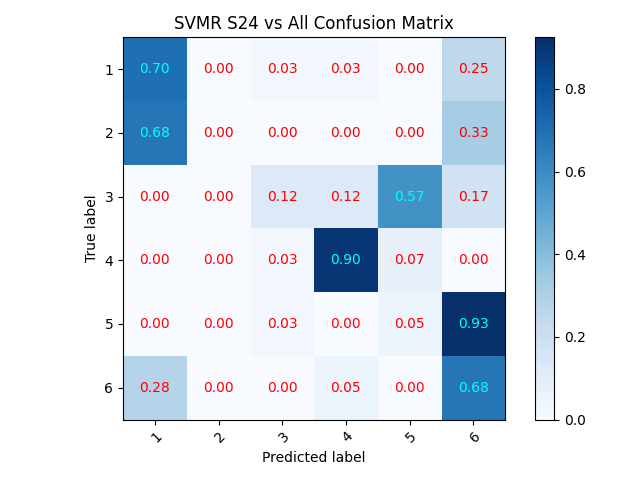 SVMR S24 vs All Confusion Matrix
True label
1 0.70 0.00 0.03 0.03 0.00 0.25
2 0.68 0.00 0.00 0.00 0.00 0.33
3 0.00 0.00 0.12 0.12 0.57 0.17
4 0.00 0.00 0.03 0.90 0.07 0.00
5 0.00 0.00 0.03 0.00 0.05 0.93
6 0.28 0.00 0.00 0.05 0.00 0.68
1 2 3 4 5 6
Predicted label
0.8
0.6
0.4
0.2
0.0